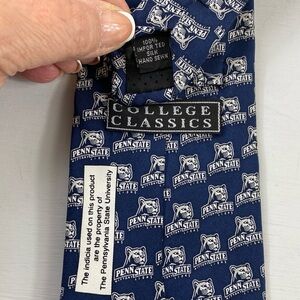 100%
IMPORTED
SILK
HAND SEWN
COLLEGE
CLASSICS
PENN STATE
The indicia used on this product
are the property of
The Pennsylvania State University